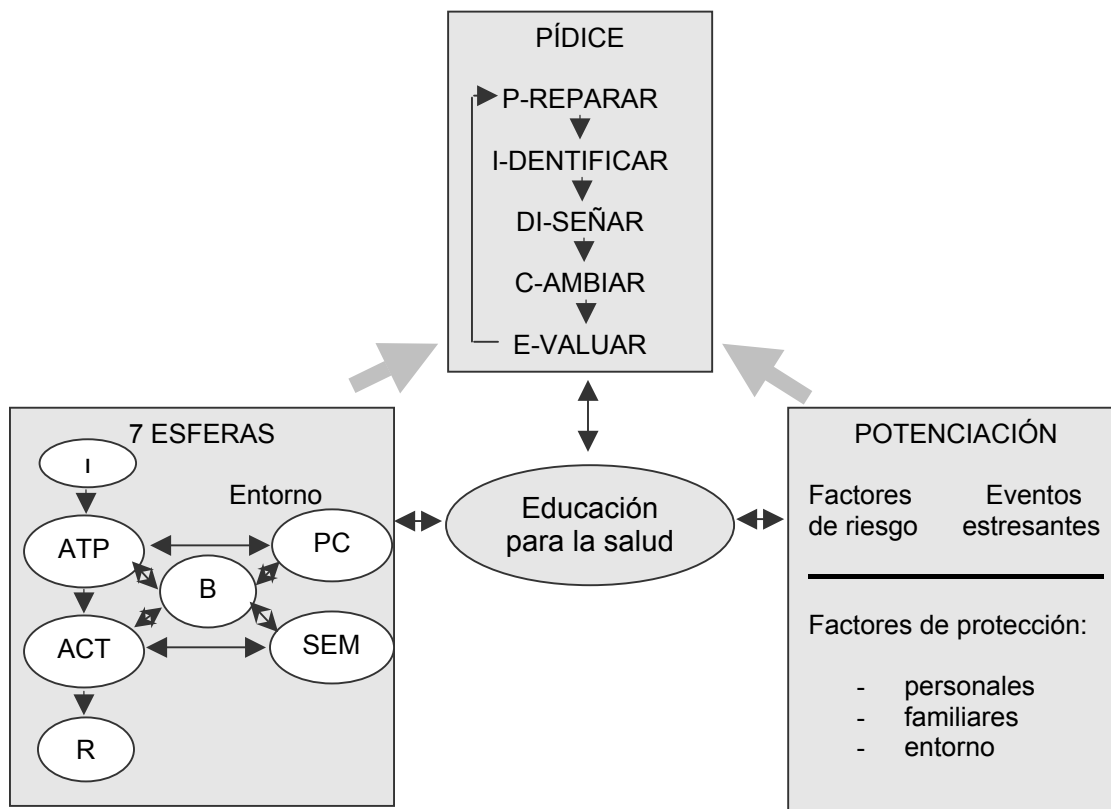 PÍDICE
P-REPARAR
I-DENTIFICAR
DI-SEÑAR
C-AMBIAR
E-VALUAR
7 ESFERAS
I
Entorno
ATP
PC
B
ACT
SEM
R
Educación
para la salud
POTENCIACIÓN
Factores
de riesgo
Eventos
estresantes
Factores de protección:
- personales
- familiares
- entorno